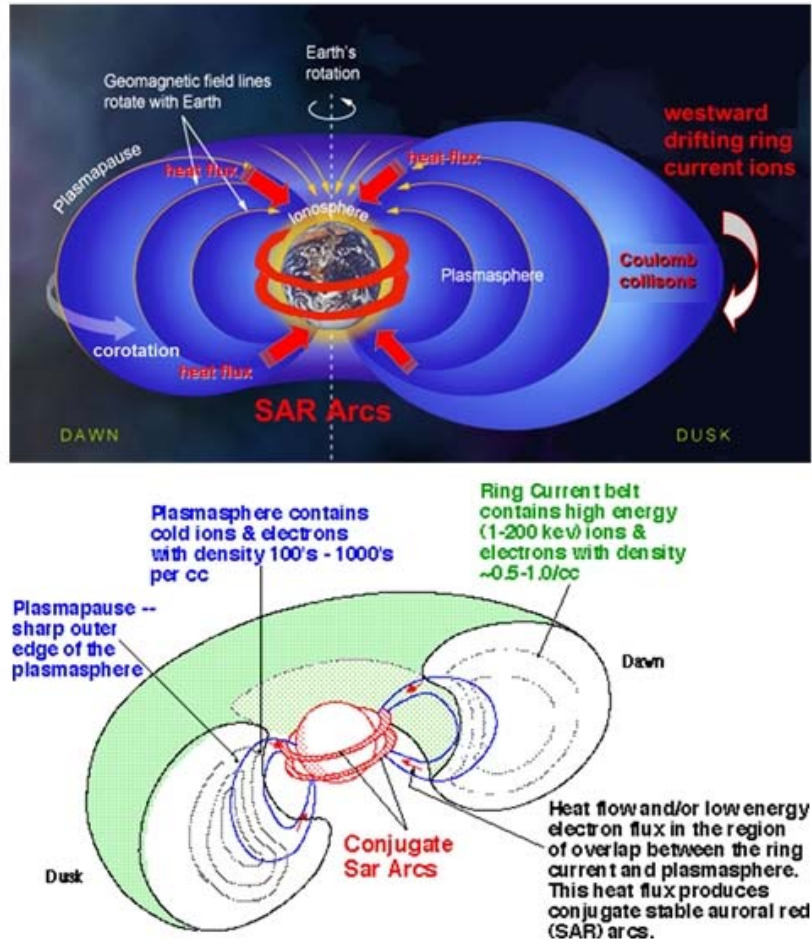 Earth's
rotation
Geomagnetic field lines
rotate with Earth
westward
drifting ring
current ions
Plasmapause
heat flux
heat-flux
Ionosphere
Plasmasphere
Coulomb
collisons
corotation
heat flux
SAR Arcs
DAWN
DUSK
Plasmasphere contains
cold ions & electrons
with density 100's - 1000's
per cc
Ring Current belt
contains high energy
(1-200 kev) ions &
electrons with density
~0.5-1.0/cc
Plasmapause --
sharp outer
edge of the
plasmasphere
Dawn
Dusk
Conjugate
Sar Arcs
Heat flow and/or low energy
electron flux in the region
of overlap between the ring
current and plasmasphere.
This heat flux produces
conjugate stable auroral red
(SAR) arcs.